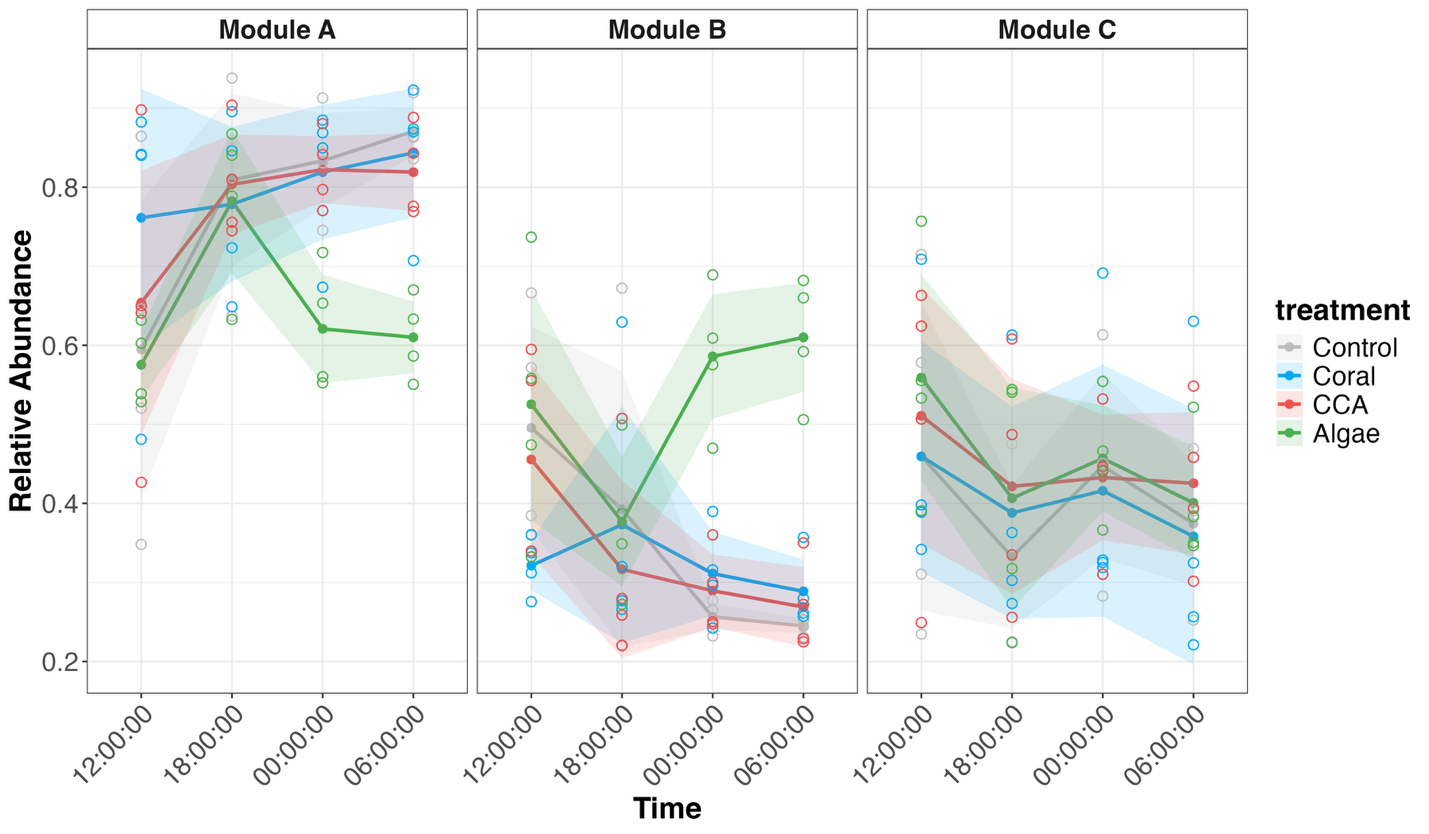 Module A
Module B
Module C
Relative Abundance
0.8
0.6
0.4
0.2
12:00:00
18:00:00
00:00:00
06:00:00
12:00:00
18:00:00
00:00:00
06:00:00
12:00:00
18:00:00
00:00:00
06:00:00
Time
treatment
Control
Coral
CCA
Algae